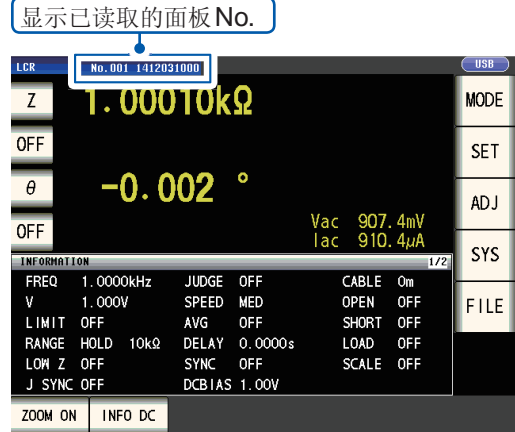 显示已读取的面板 No.
LCR No.001 1412031000 USB
Z 1.00010kΩ MODE
OFF SET
θ -0.002 ° ADJ
OFF Vac 907.4mV
Iac 910.4μA SYS
INFORMATION 1/2
FREQ 1.0000kHz JUDGE OFF CABLE 0m
V 1.000V SPEED MED OPEN OFF FILE
LIMIT OFF AVG OFF SHORT OFF
RANGE HOLD 10kΩ DELAY 0.0000s LOAD OFF
LOW Z OFF SYNC OFF SCALE OFF
J SYNC OFF DCBIAS 1.00V
ZOOM ON INFO DC